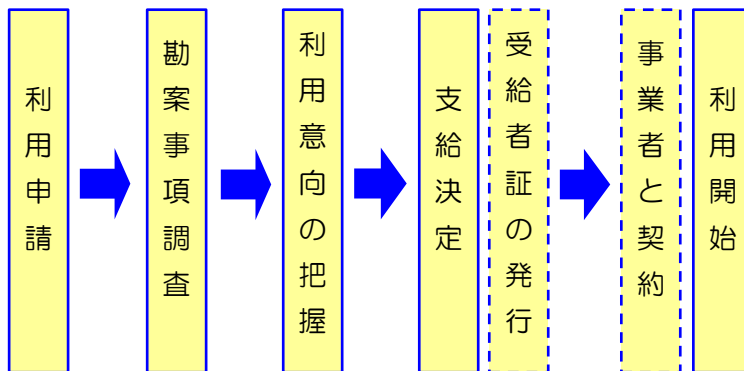 利用申請
勘案事項調査
利用意向の把握
支給決定
受給者証の発行
事業者と契約
利用開始